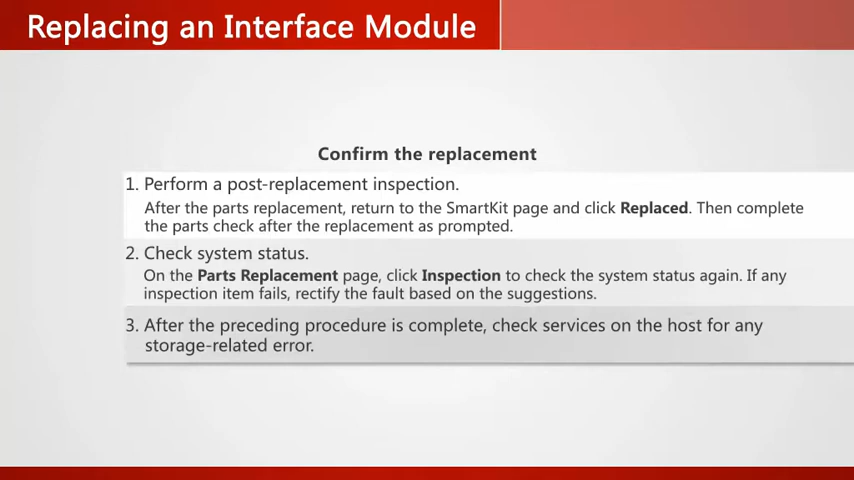 Replacing an Interface Module
Confirm the replacement
1. Perform a post-replacement inspection.
After the parts replacement, return to the SmartKit page and click Replaced. Then complete
the parts check after the replacement as prompted.
2. Check system status.
On the Parts Replacement page, click Inspection to check the system status again. If any
inspection item fails, rectify the fault based on the suggestions.
3. After the preceding procedure is complete, check services on the host for any
storage-related error.